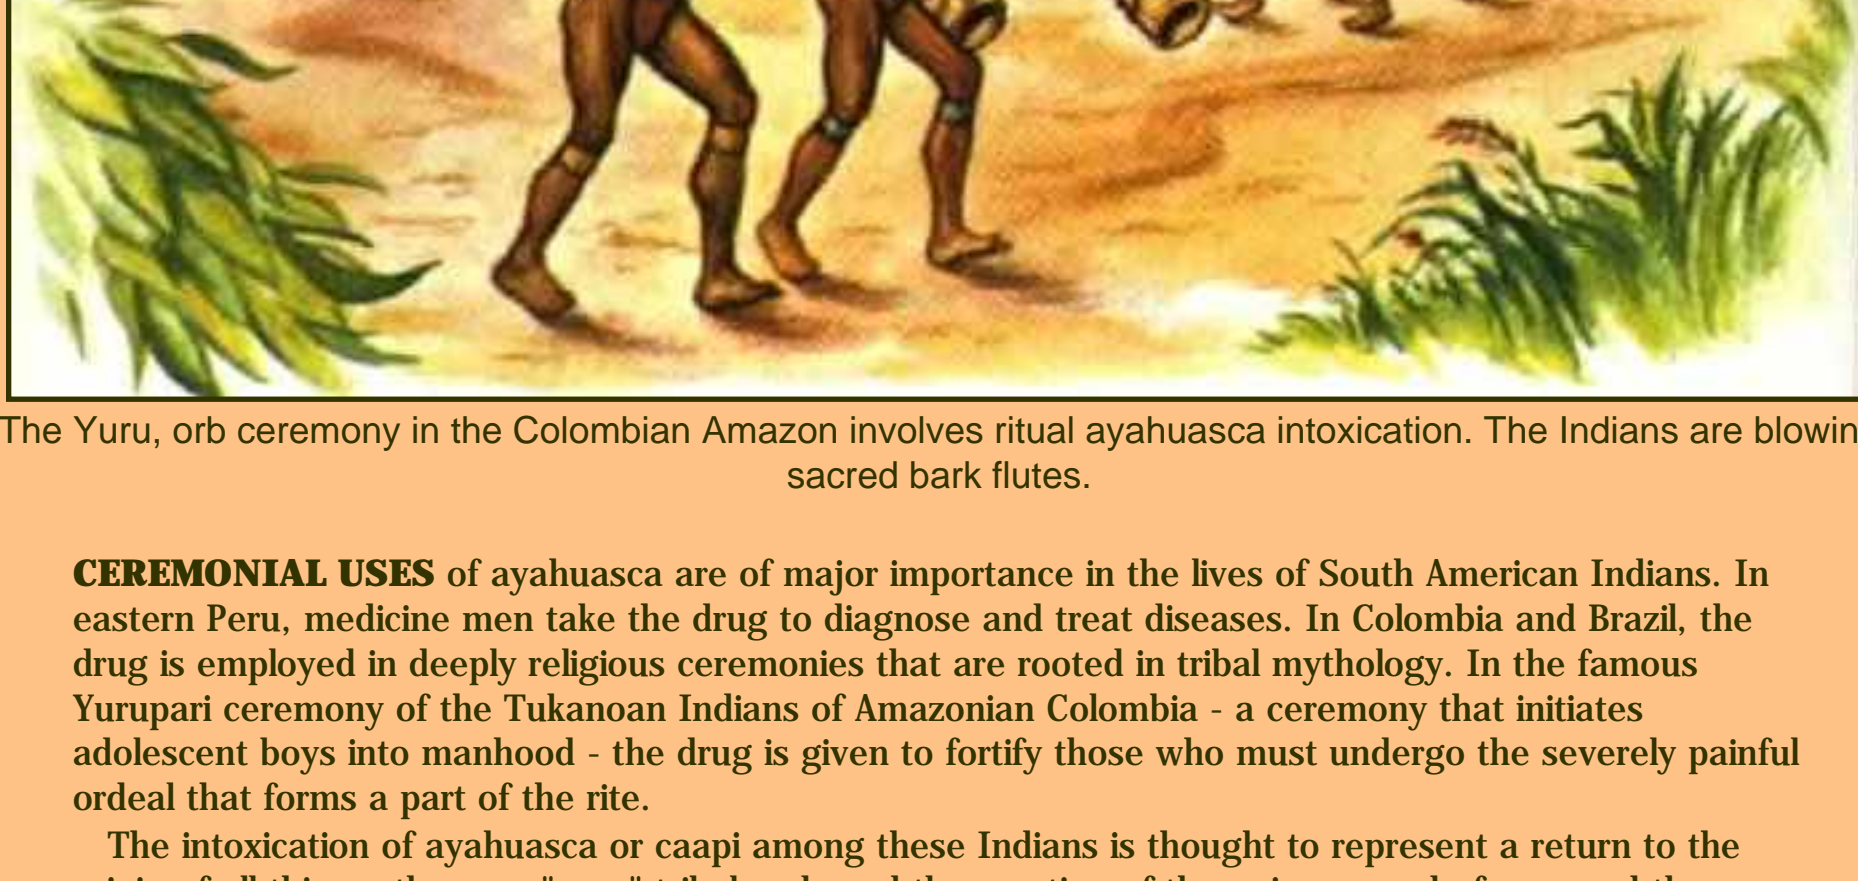 The Yuru, orb ceremony in the Colombian Amazon involves ritual ayahuasca intoxication. The Indians are blowin
sacred bark flutes.
CEREMONIAL USES of ayahuasca are of major importance in the lives of South American Indians. In
eastern Peru, medicine men take the drug to diagnose and treat diseases. In Colombia and Brazil, the
drug is employed in deeply religious ceremonies that are rooted in tribal mythology. In the famous
Yurupari ceremony of the Tukanoan Indians of Amazonian Colombia - a ceremony that initiates
adolescent boys into manhood - the drug is given to fortify those who must undergo the severely painful
ordeal that forms a part of the rite.
The intoxication of ayahuasca or caapi among these Indians is thought to represent a return to the